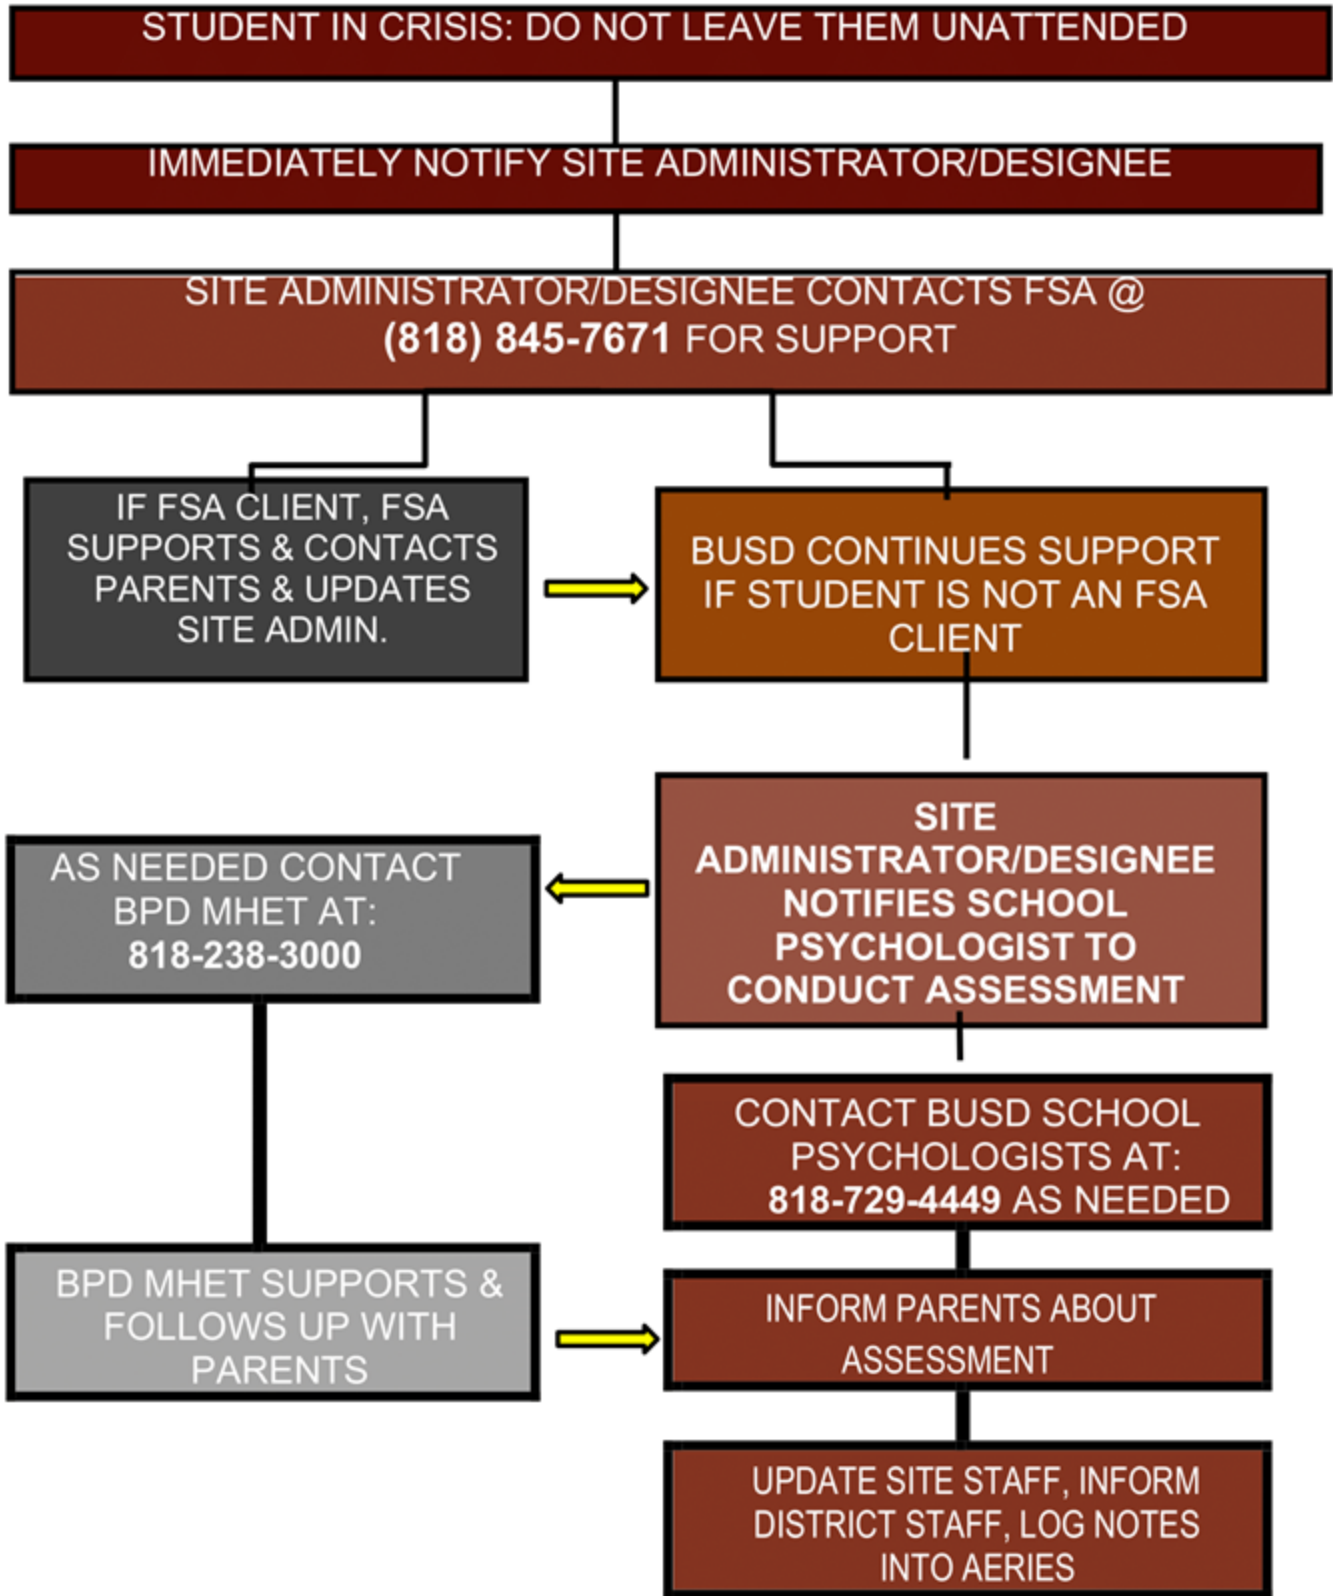 STUDENT IN CRISIS: DO NOT LEAVE THEM UNATTENDED
IMMEDIATELY NOTIFY SITE ADMINISTRATOR/DESIGNEE
SITE ADMINISTRATOR/DESIGNEE CONTACTS FSA @
(818) 845-7671 FOR SUPPORT
IF FSA CLIENT, FSA
SUPPORTS & CONTACTS
PARENTS & UPDATES
SITE ADMIN.
BUSD CONTINUES SUPPORT
IF STUDENT IS NOT AN FSA
CLIENT
SITE
ADMINISTRATOR/DESIGNEE
NOTIFIES SCHOOL
PSYCHOLOGIST TO
CONDUCT ASSESSMENT
AS NEEDED CONTACT
BPD MHET AT:
818-238-3000
CONTACT BUSD SCHOOL
PSYCHOLOGISTS AT:
818-729-4449 AS NEEDED
BPD MHET SUPPORTS &
FOLLOWS UP WITH
PARENTS
INFORM PARENTS ABOUT
ASSESSMENT
UPDATE SITE STAFF, INFORM
DISTRICT STAFF, LOG NOTES
INTO AERIES